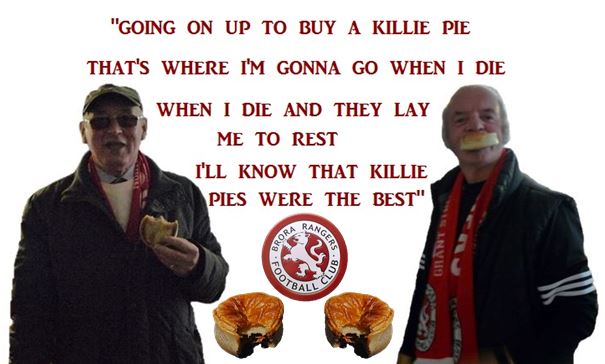 "GOING ON UP TO BUY A KILLIE PIE
THAT'S WHERE I'M GONNA GO WHEN I DIE
WHEN I DIE AND THEY LAY
ME TO REST
I'LL KNOW THAT KILLIE
PIES WERE THE BEST"
BRORA RANGERS
FOOTBALL CLUB